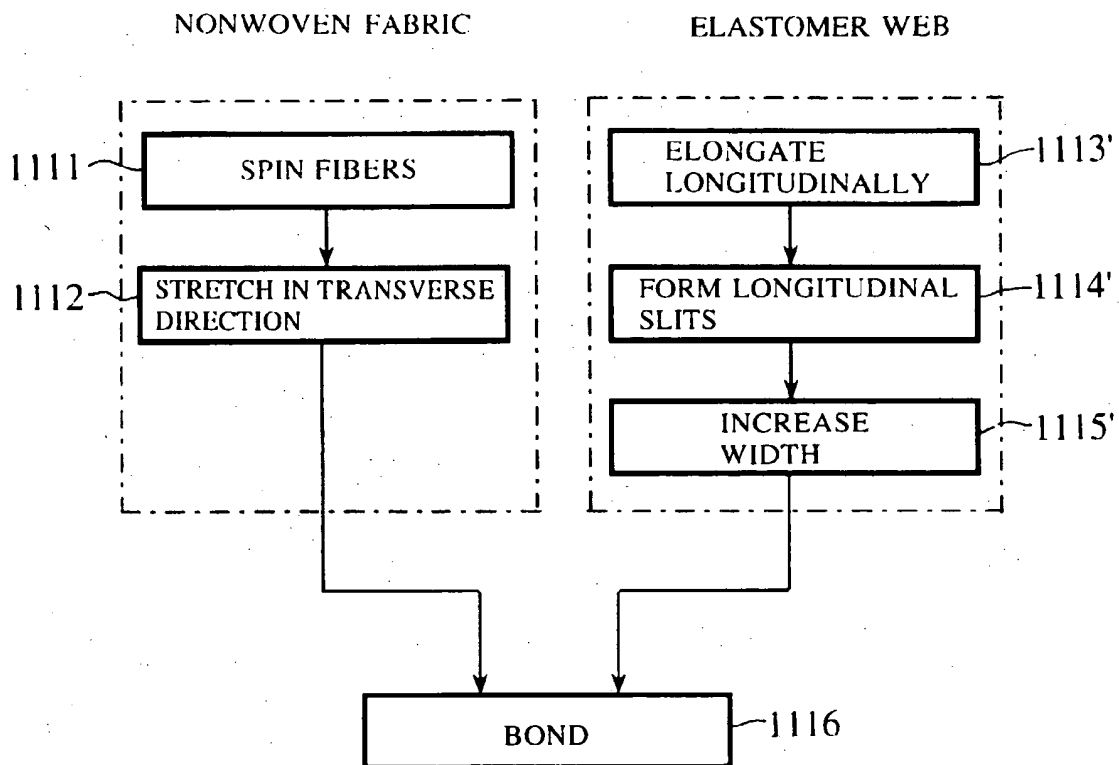 NONWOVEN FABRIC
ELASTOMER WEB
1111
SPIN FIBERS
ELONGATE
LONGITUDINALLY
1113'
1112
STRETCH IN TRANSVERSE
DIRECTION
FORM LONGITUDINAL
SLITS
1114'
INCREASE
WIDTH
1115'
BOND
1116